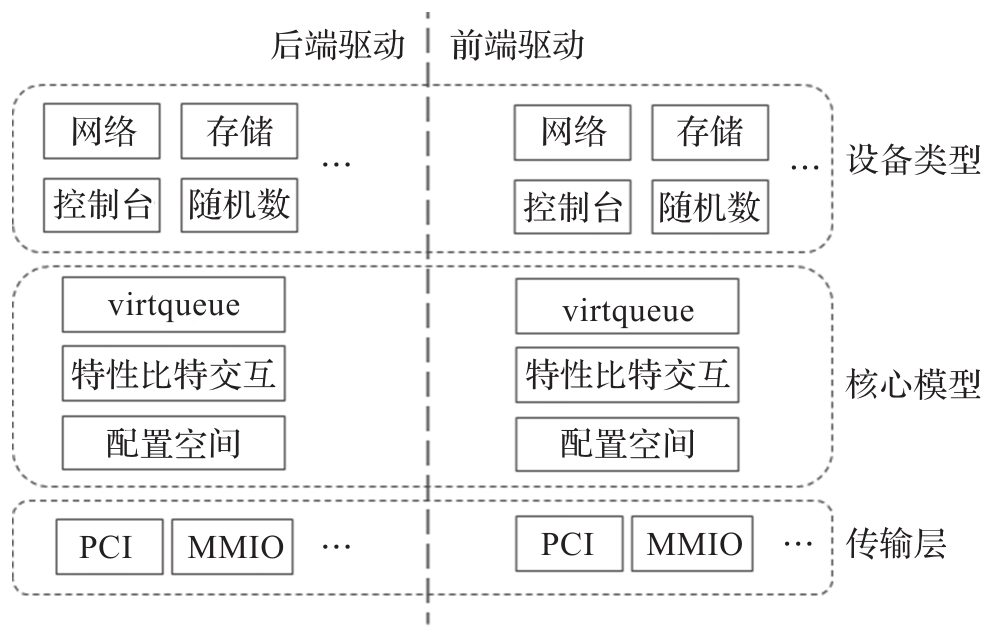 后端驱动 前端驱动
网络 存储 网络 存储
… … 设备类型
控制台 随机数 控制台 随机数
virtqueue virtqueue
特性比特交互 特性比特交互 核心模型
配置空间 配置空间
PCI MMIO … PCI MMIO … 传输层